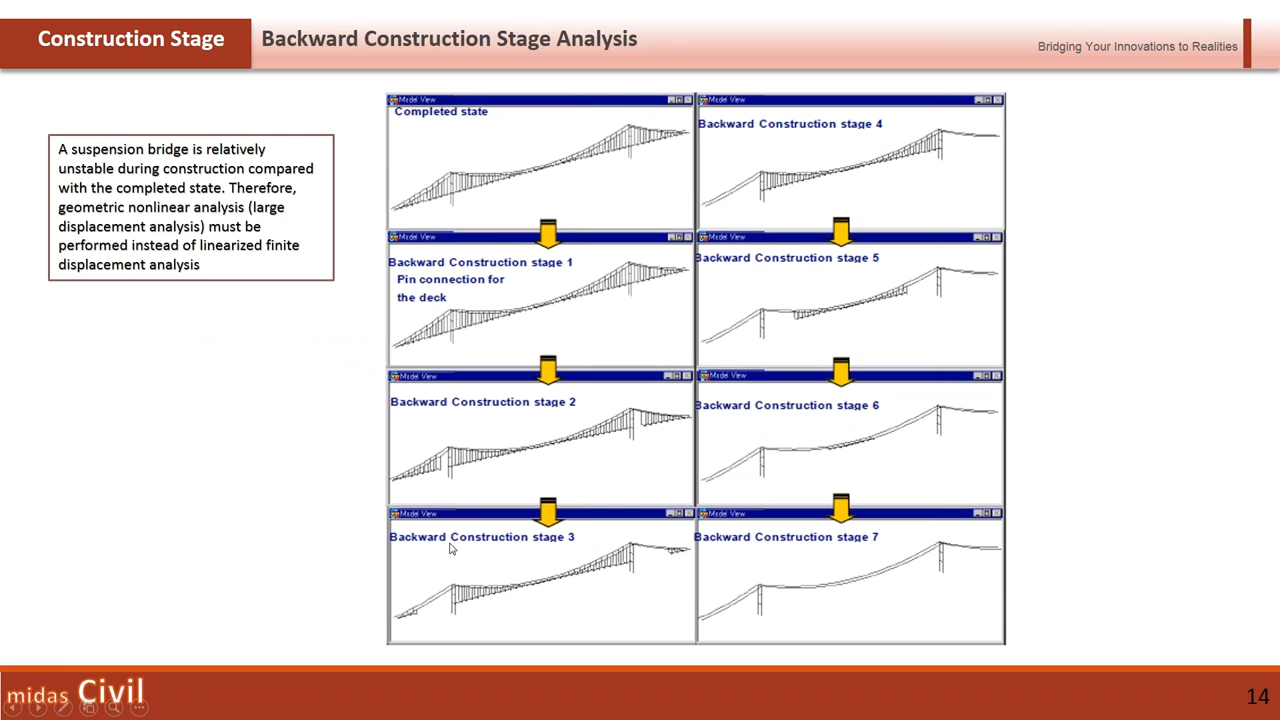 Construction Stage
Backward Construction Stage Analysis
Bridging Your Innovations to Realities
A suspension bridge is relatively
unstable during construction compared
with the completed state. Therefore,
geometric nonlinear analysis (large
displacement analysis) must be
performed instead of linearized finite
displacement analysis
Model View
Completed state
Model View
Backward Construction stage 1
Pin connection for
the deck
Model View
Backward Construction stage 2
Model View
Backward Construction stage 3
Model View
Backward Construction stage 4
Model View
Backward Construction stage 5
Model View
Backward Construction stage 6
Model View
Backward Construction stage 7
midas Civil
14